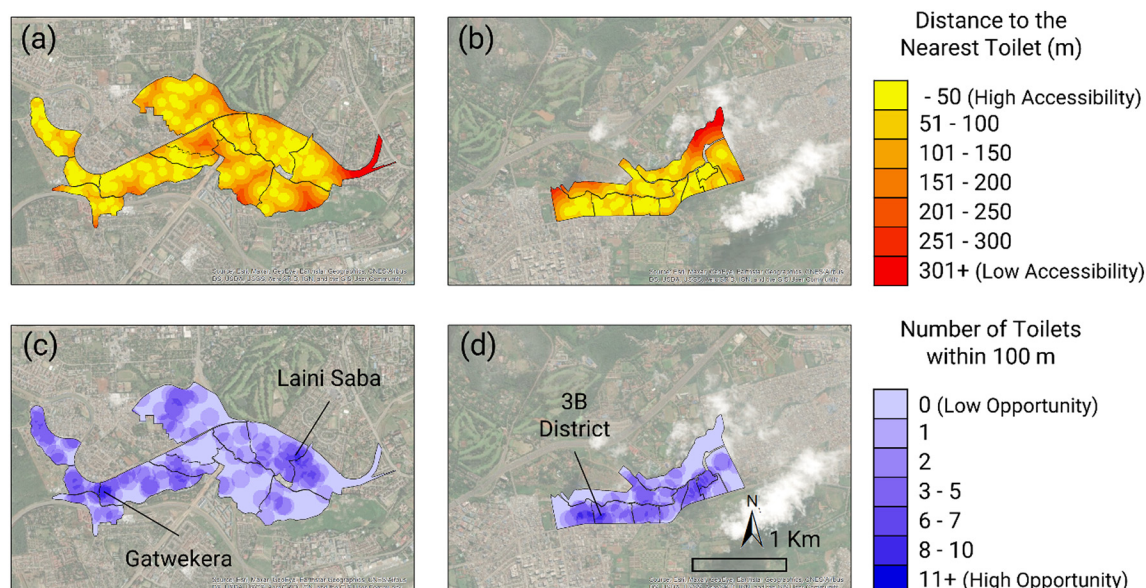 (a)
(b)
Distance to the
Nearest Toilet (m)
- 50 (High Accessibility)
51 - 100
101 - 150
151 - 200
201 - 250
251 - 300
301+ (Low Accessibility)
(c)
Laini Saba
Gatwekera
(d)
3B
District
N
1 Km
Number of Toilets
within 100 m
0 (Low Opportunity)
1
2
3 - 5
6 - 7
8 - 10
11+ (High Opportunity)